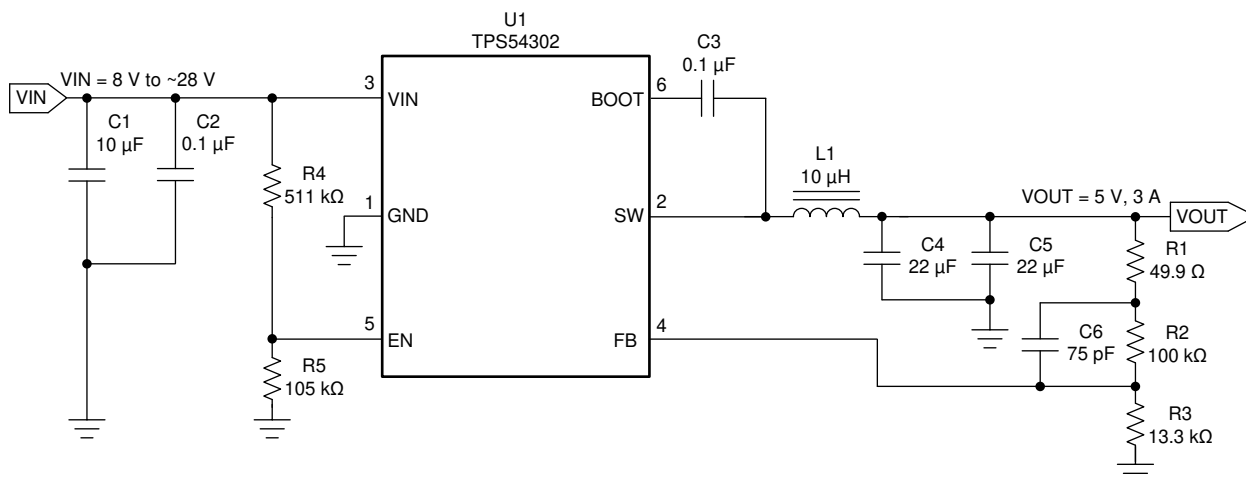 U1
TPS54302
C3
0.1 µF
VIN = 8 V to ~28 V
VIN
3
VIN
BOOT
6
C1
10 µF
C2
0.1 µF
R4
511 kΩ
L1
10 µH
1
GND
SW
2
VOUT = 5 V, 3 A
VOUT
C4
22 µF
C5
22 µF
R1
49.9 Ω
5
EN
FB
4
C6
75 pF
R2
100 kΩ
R5
105 kΩ
R3
13.3 kΩ